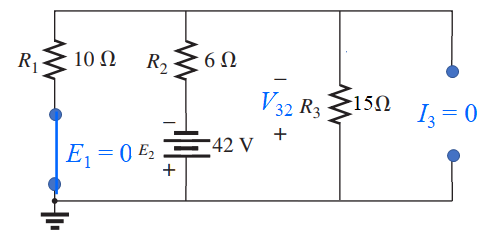 R₁ 10 Ω
R₂ 6 Ω
−
V₃₂ R₃ 15Ω
+
I₃ = 0
E₁ = 0
−
E₂ 42 V
+